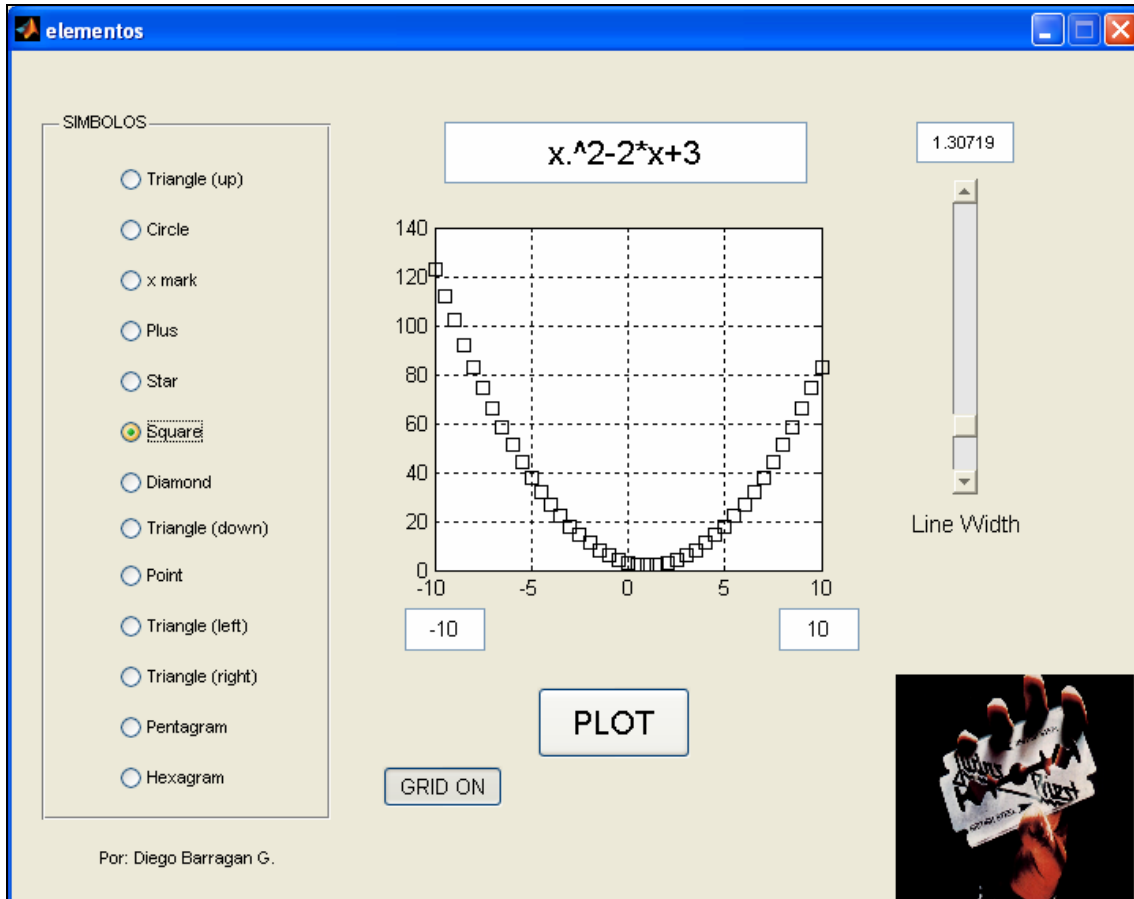 elementos
SIMBOLOS
Triangle (up)
Circle
x mark
Plus
Star
Square
Diamond
Triangle (down)
Point
Triangle (left)
Triangle (right)
Pentagram
Hexagram
Por: Diego Barragan G.
x.^2-2*x+3
140
120
100
80
60
40
20
0
-10
-5
0
5
10
-10
10
PLOT
GRID ON
1.30719
Line Width
Judas
Priest